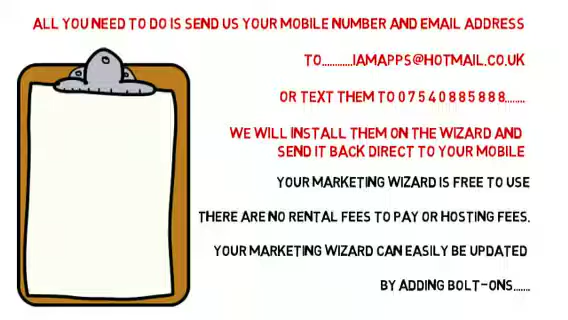 ALL YOU NEED TO DO IS SEND US YOUR MOBILE NUMBER AND EMAIL ADDRESS
TO............IAMAPPS@HOTMAIL.CO.UK
OR TEXT THEM TO 07540885888........
WE WILL INSTALL THEM ON THE WIZARD AND
SEND IT BACK DIRECT TO YOUR MOBILE
YOUR MARKETING WIZARD IS FREE TO USE
THERE ARE NO RENTAL FEES TO PAY OR HOSTING FEES.
YOUR MARKETING WIZARD CAN EASILY BE UPDATED
BY ADDING BOLT-ONS.......